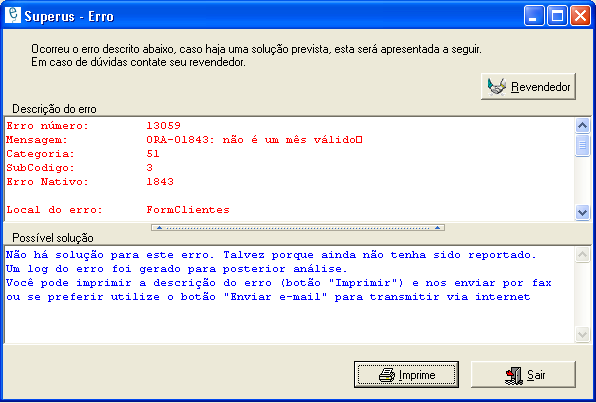 Superus - Erro
Ocorreu o erro descrito abaixo, caso haja uma solução prevista, esta será apresentada a seguir.
Em caso de dúvidas contate seu revendedor.
Revendedor
Descrição do erro
Erro número: 13059
Mensagem: ORA-01843: não é um mês válido
Categoria: 51
SubCodigo: 3
Erro Nativo: 1843
Local do erro: FormClientes
Possível solução
Não há solução para este erro. Talvez porque ainda não tenha sido reportado.
Um log do erro foi gerado para posterior análise.
Você pode imprimir a descrição do erro (botão "Imprimir") e nos enviar por fax
ou se preferir utilize o botão "Enviar e-mail" para transmitir via internet
Imprime
Sair